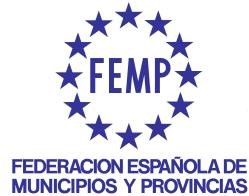 FEMP
FEDERACION ESPAÑOLA DE
MUNICIPIOS Y PROVINCIAS